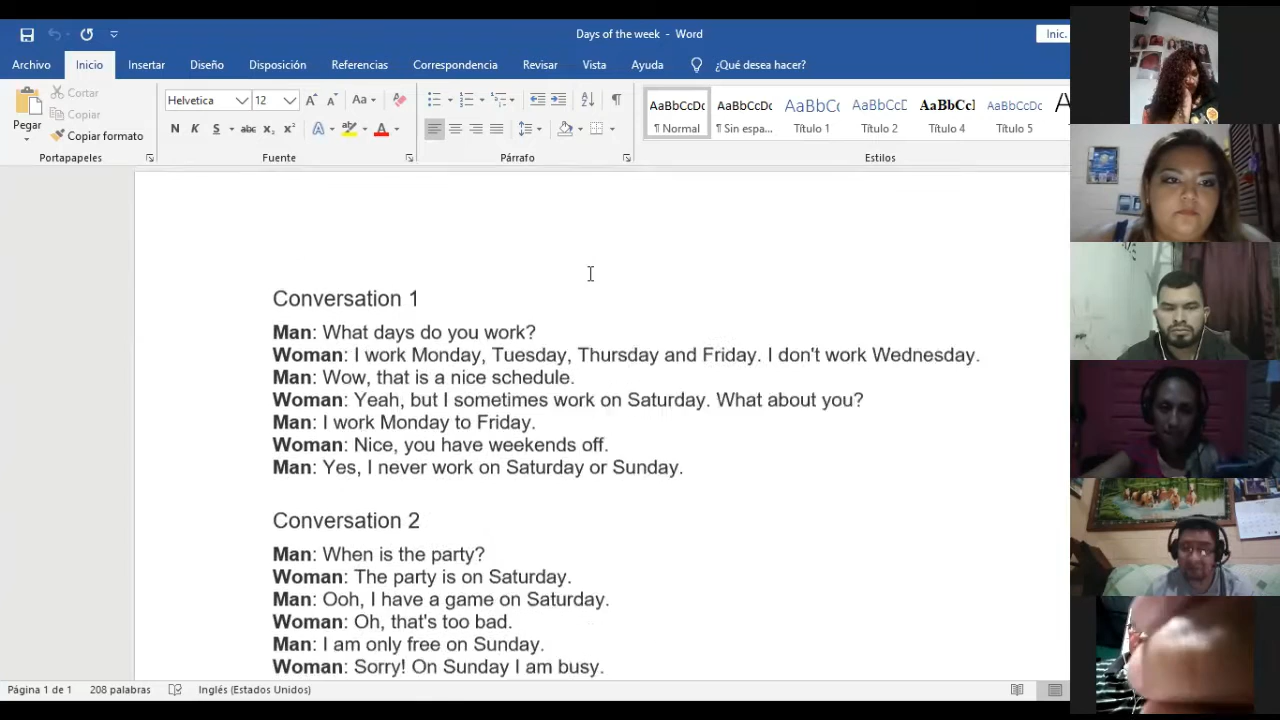 Days of the week - Word
Inic.
Archivo
Inicio
Insertar
Diseño
Disposición
Referencias
Correspondencia
Revisar
Vista
Ayuda
¿Qué desea hacer?
Pegar
Cortar
Copiar
Copiar formato
Portapapeles
Helvetica
12
Aa
N K S abc x₂ x²
Fuente
Párrafo
AaBbCcDc
¶ Normal
AaBbCcDc
¶ Sin espa...
AaBbC
Título 1
AaBbCcD
Título 2
AaBbCcI
Título 4
AaBbCcDc
Título 5
Estilos
Conversation 1
Man: What days do you work?
Woman: I work Monday, Tuesday, Thursday and Friday. I don't work Wednesday.
Man: Wow, that is a nice schedule.
Woman: Yeah, but I sometimes work on Saturday. What about you?
Man: I work Monday to Friday.
Woman: Nice, you have weekends off.
Man: Yes, I never work on Saturday or Sunday.
Conversation 2
Man: When is the party?
Woman: The party is on Saturday.
Man: Ooh, I have a game on Saturday.
Woman: Oh, that's too bad.
Man: I am only free on Sunday.
Woman: Sorry! On Sunday I am busy.
Página 1 de 1
208 palabras
Inglés (Estados Unidos)